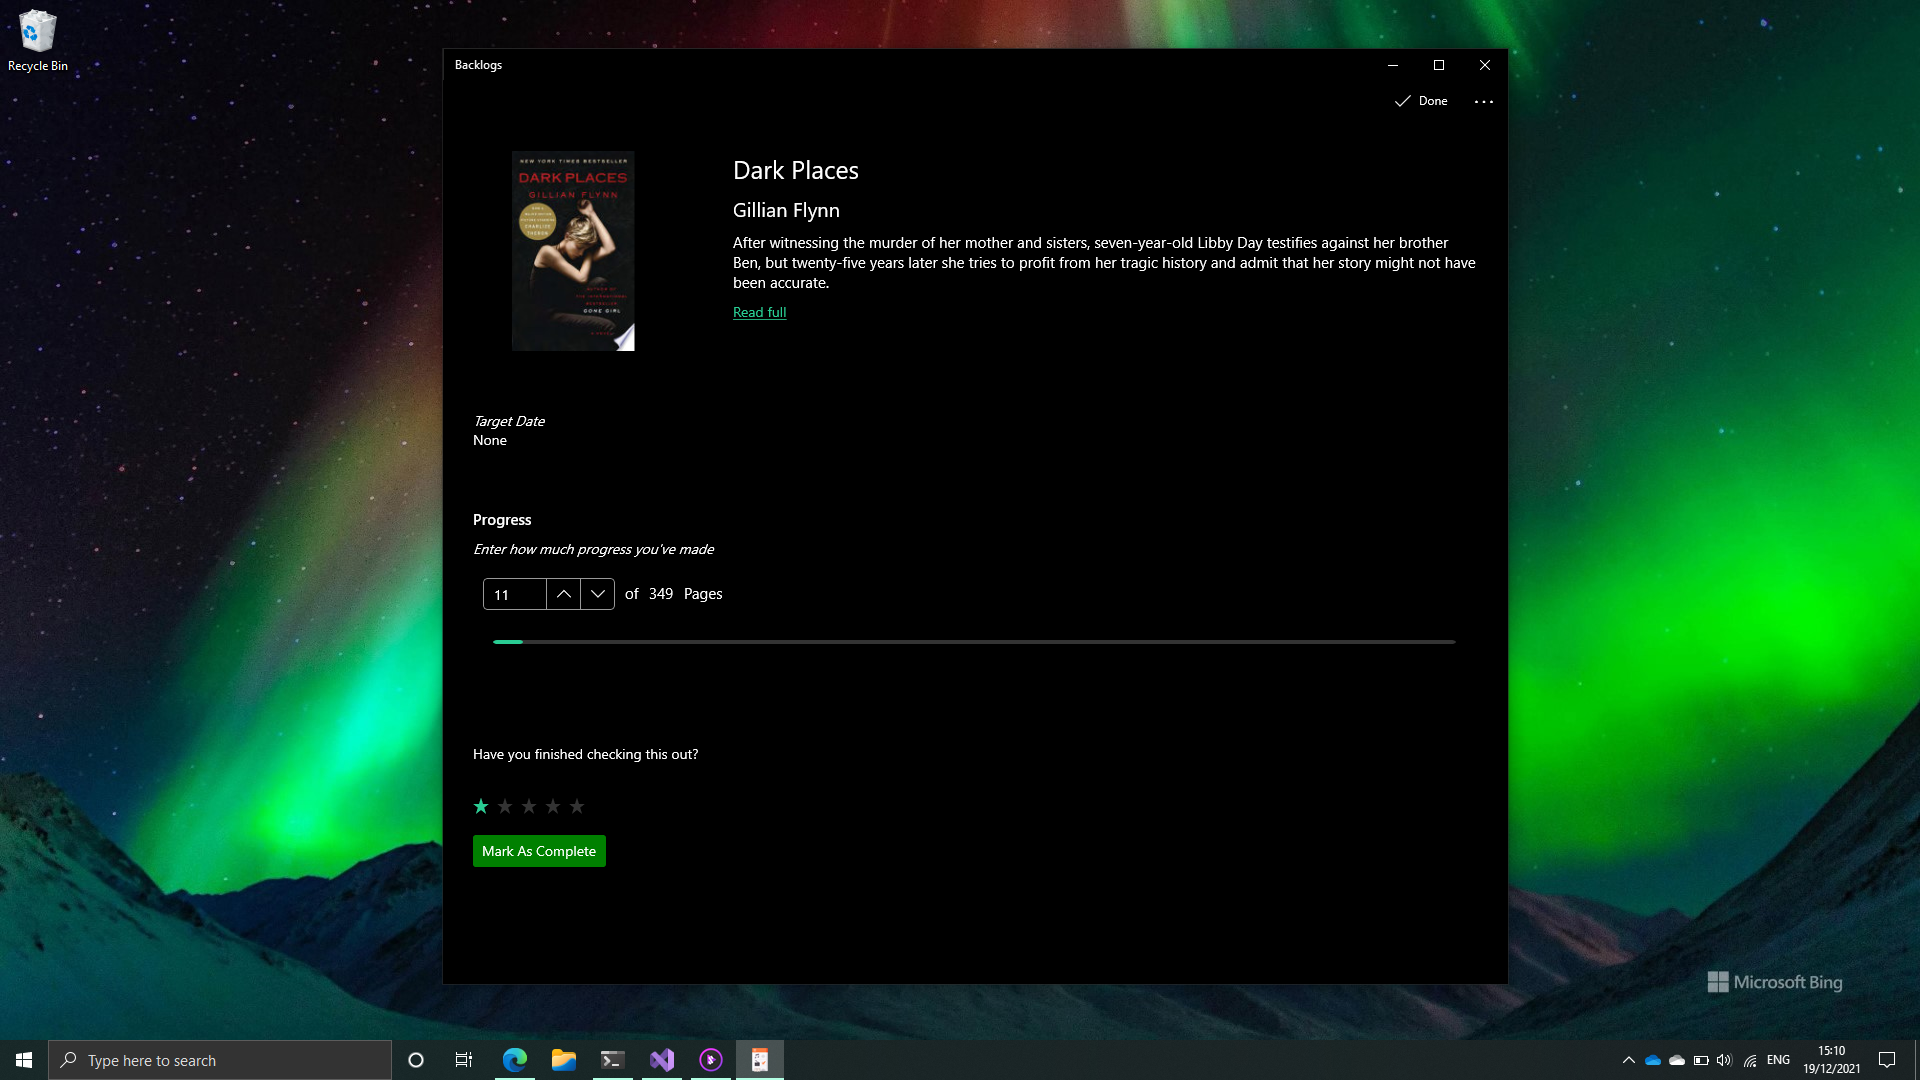 Recycle Bin
Backlogs
Done
NEW YORK TIMES BESTSELLER
DARK PLACES
GILLIAN FLYNN
CHARLIZE
THERON
GONE GIRL
Dark Places
Gillian Flynn
After witnessing the murder of her mother and sisters, seven-year-old Libby Day testifies against her brother
Ben, but twenty-five years later she tries to profit from her tragic history and admit that her story might not have
been accurate.
Read full
Target Date
None
Progress
Enter how much progress you've made
11 of 349 Pages
Have you finished checking this out?
Mark As Complete
Microsoft Bing
Type here to search
ENG
15:10
19/12/2021